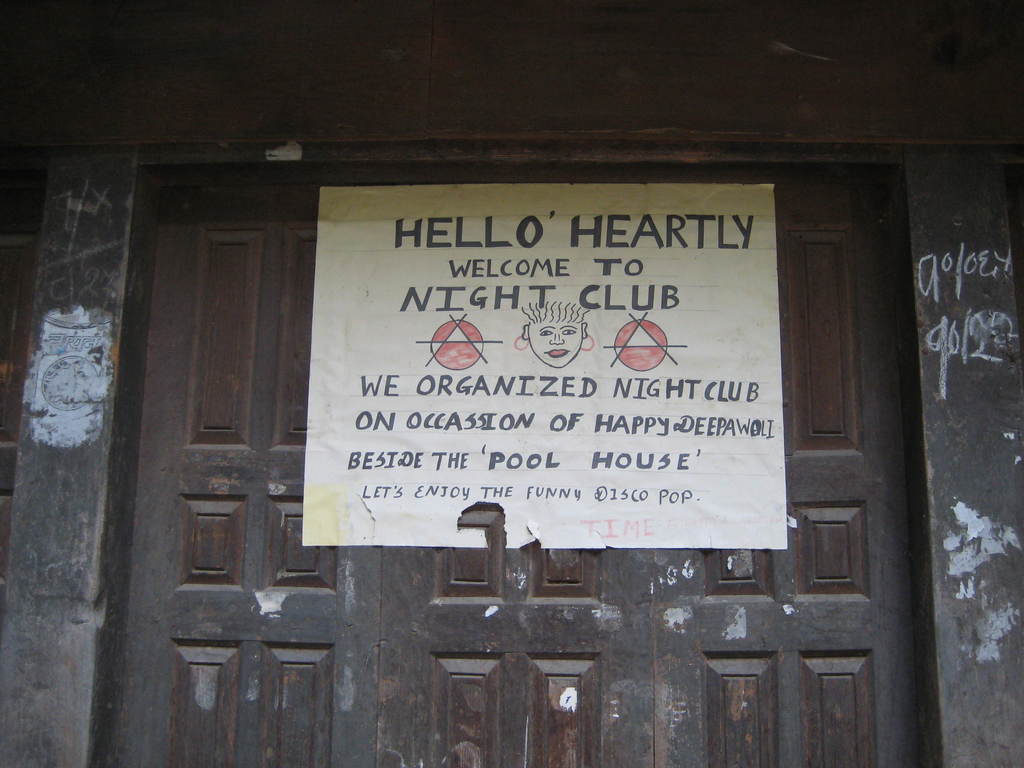 HELLO' HEARTLY
WELCOME TO
NIGHT CLUB
WE ORGANIZED NIGHT CLUB
ON OCCASSION OF HAPPY DEEPAWOLI
BESIDE THE 'POOL HOUSE'
LET'S ENJOY THE FUNNY DISCO POP.
TIME